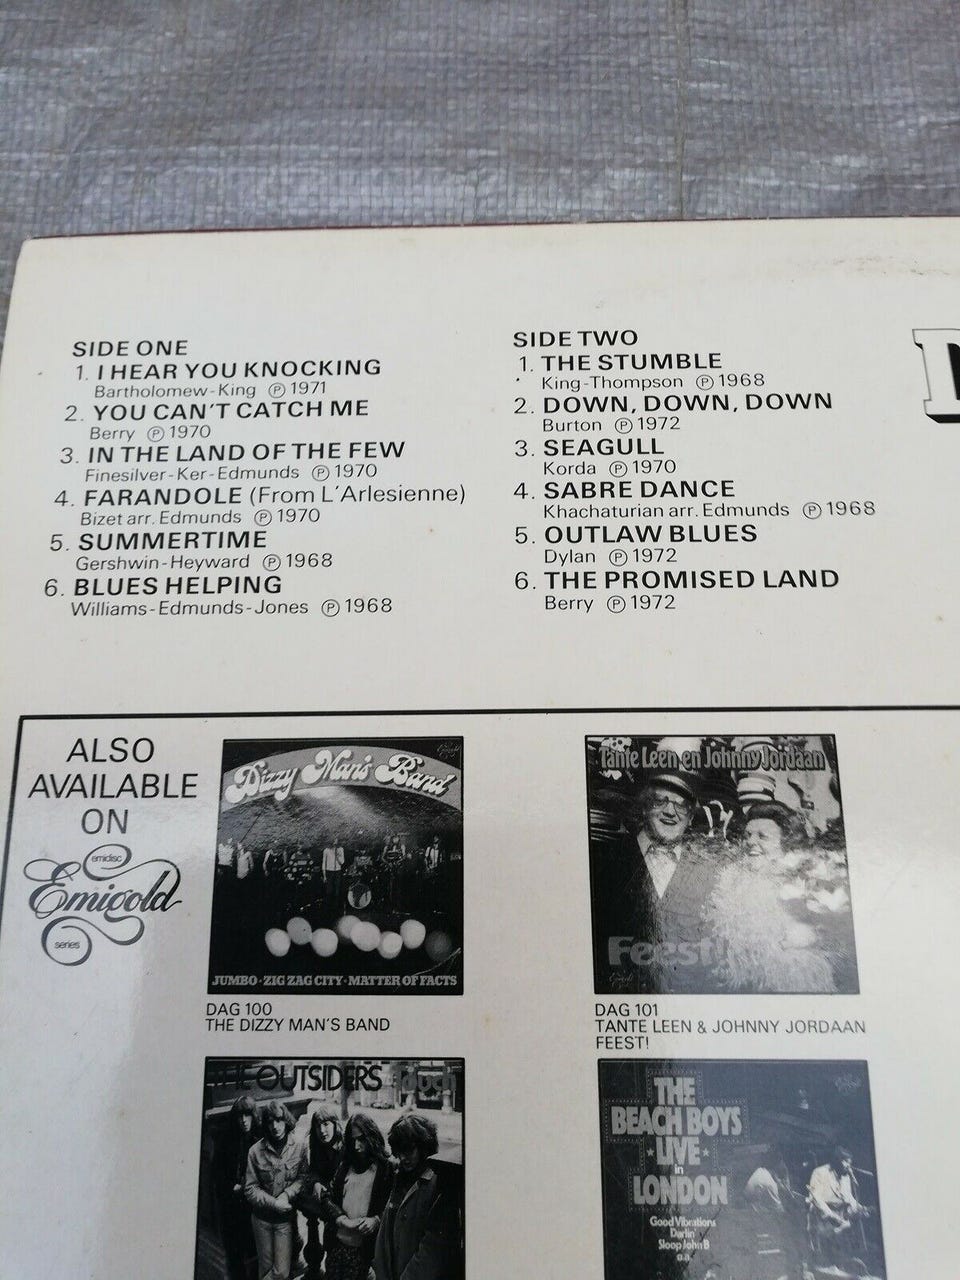 SIDE ONE
1. I HEAR YOU KNOCKING
Bartholomew-King Ⓟ 1971
2. YOU CAN'T CATCH ME
Berry Ⓟ 1970
3. IN THE LAND OF THE FEW
Finesilver-Ker-Edmunds Ⓟ 1970
4. FARANDOLE (From L'Arlesienne)
Bizet arr. Edmunds Ⓟ 1970
5. SUMMERTIME
Gershwin-Heyward Ⓟ 1968
6. BLUES HELPING
Williams-Edmunds-Jones Ⓟ 1968
SIDE TWO
1. THE STUMBLE
King-Thompson Ⓟ 1968
2. DOWN, DOWN, DOWN
Burton Ⓟ 1972
3. SEAGULL
Korda Ⓟ 1970
4. SABRE DANCE
Khachaturian arr. Edmunds Ⓟ 1968
5. OUTLAW BLUES
Dylan Ⓟ 1972
6. THE PROMISED LAND
Berry Ⓟ 1972
ALSO
AVAILABLE
ON
emidisc
Emigold
series
Dizzy Man's Band
JUMBO·ZIG ZAG CITY·MATTER OF FACTS
DAG 100
THE DIZZY MAN'S BAND
Tante Leen en Johnny Jordaan
Feest!
DAG 101
TANTE LEEN & JOHNNY JORDAAN
FEEST!
THE OUTSIDERS Touch
THE
BEACH BOYS
★LIVE★
in
LONDON
Good Vibrations
Darlin'
Sloop John B
o.a.